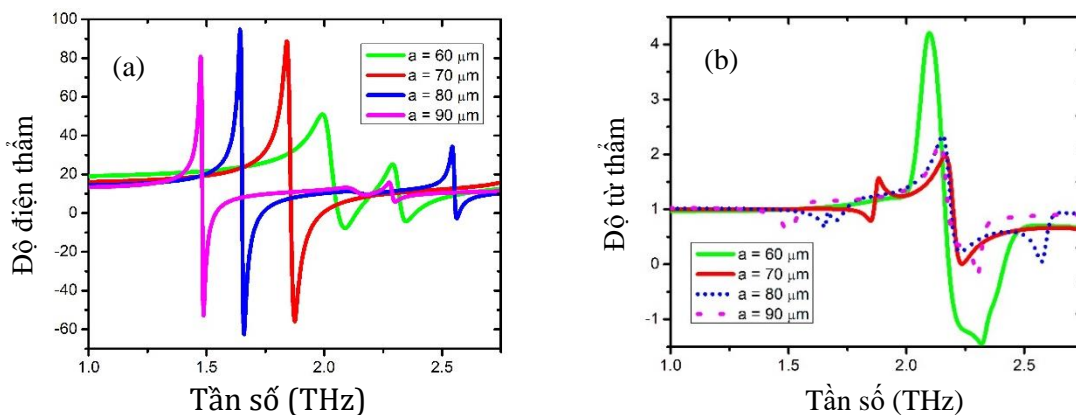 (a)
Độ điện thẩm
100
80
60
40
20
0
-20
-40
-60
a = 60 μm
a = 70 μm
a = 80 μm
a = 90 μm
1.0
1.5
2.0
2.5
Tần số (THz)
(b)
Độ từ thẩm
4
3
2
1
0
-1
a = 60 μm
a = 70 μm
a = 80 μm
a = 90 μm
1.0
1.5
2.0
2.5
Tần số (THz)